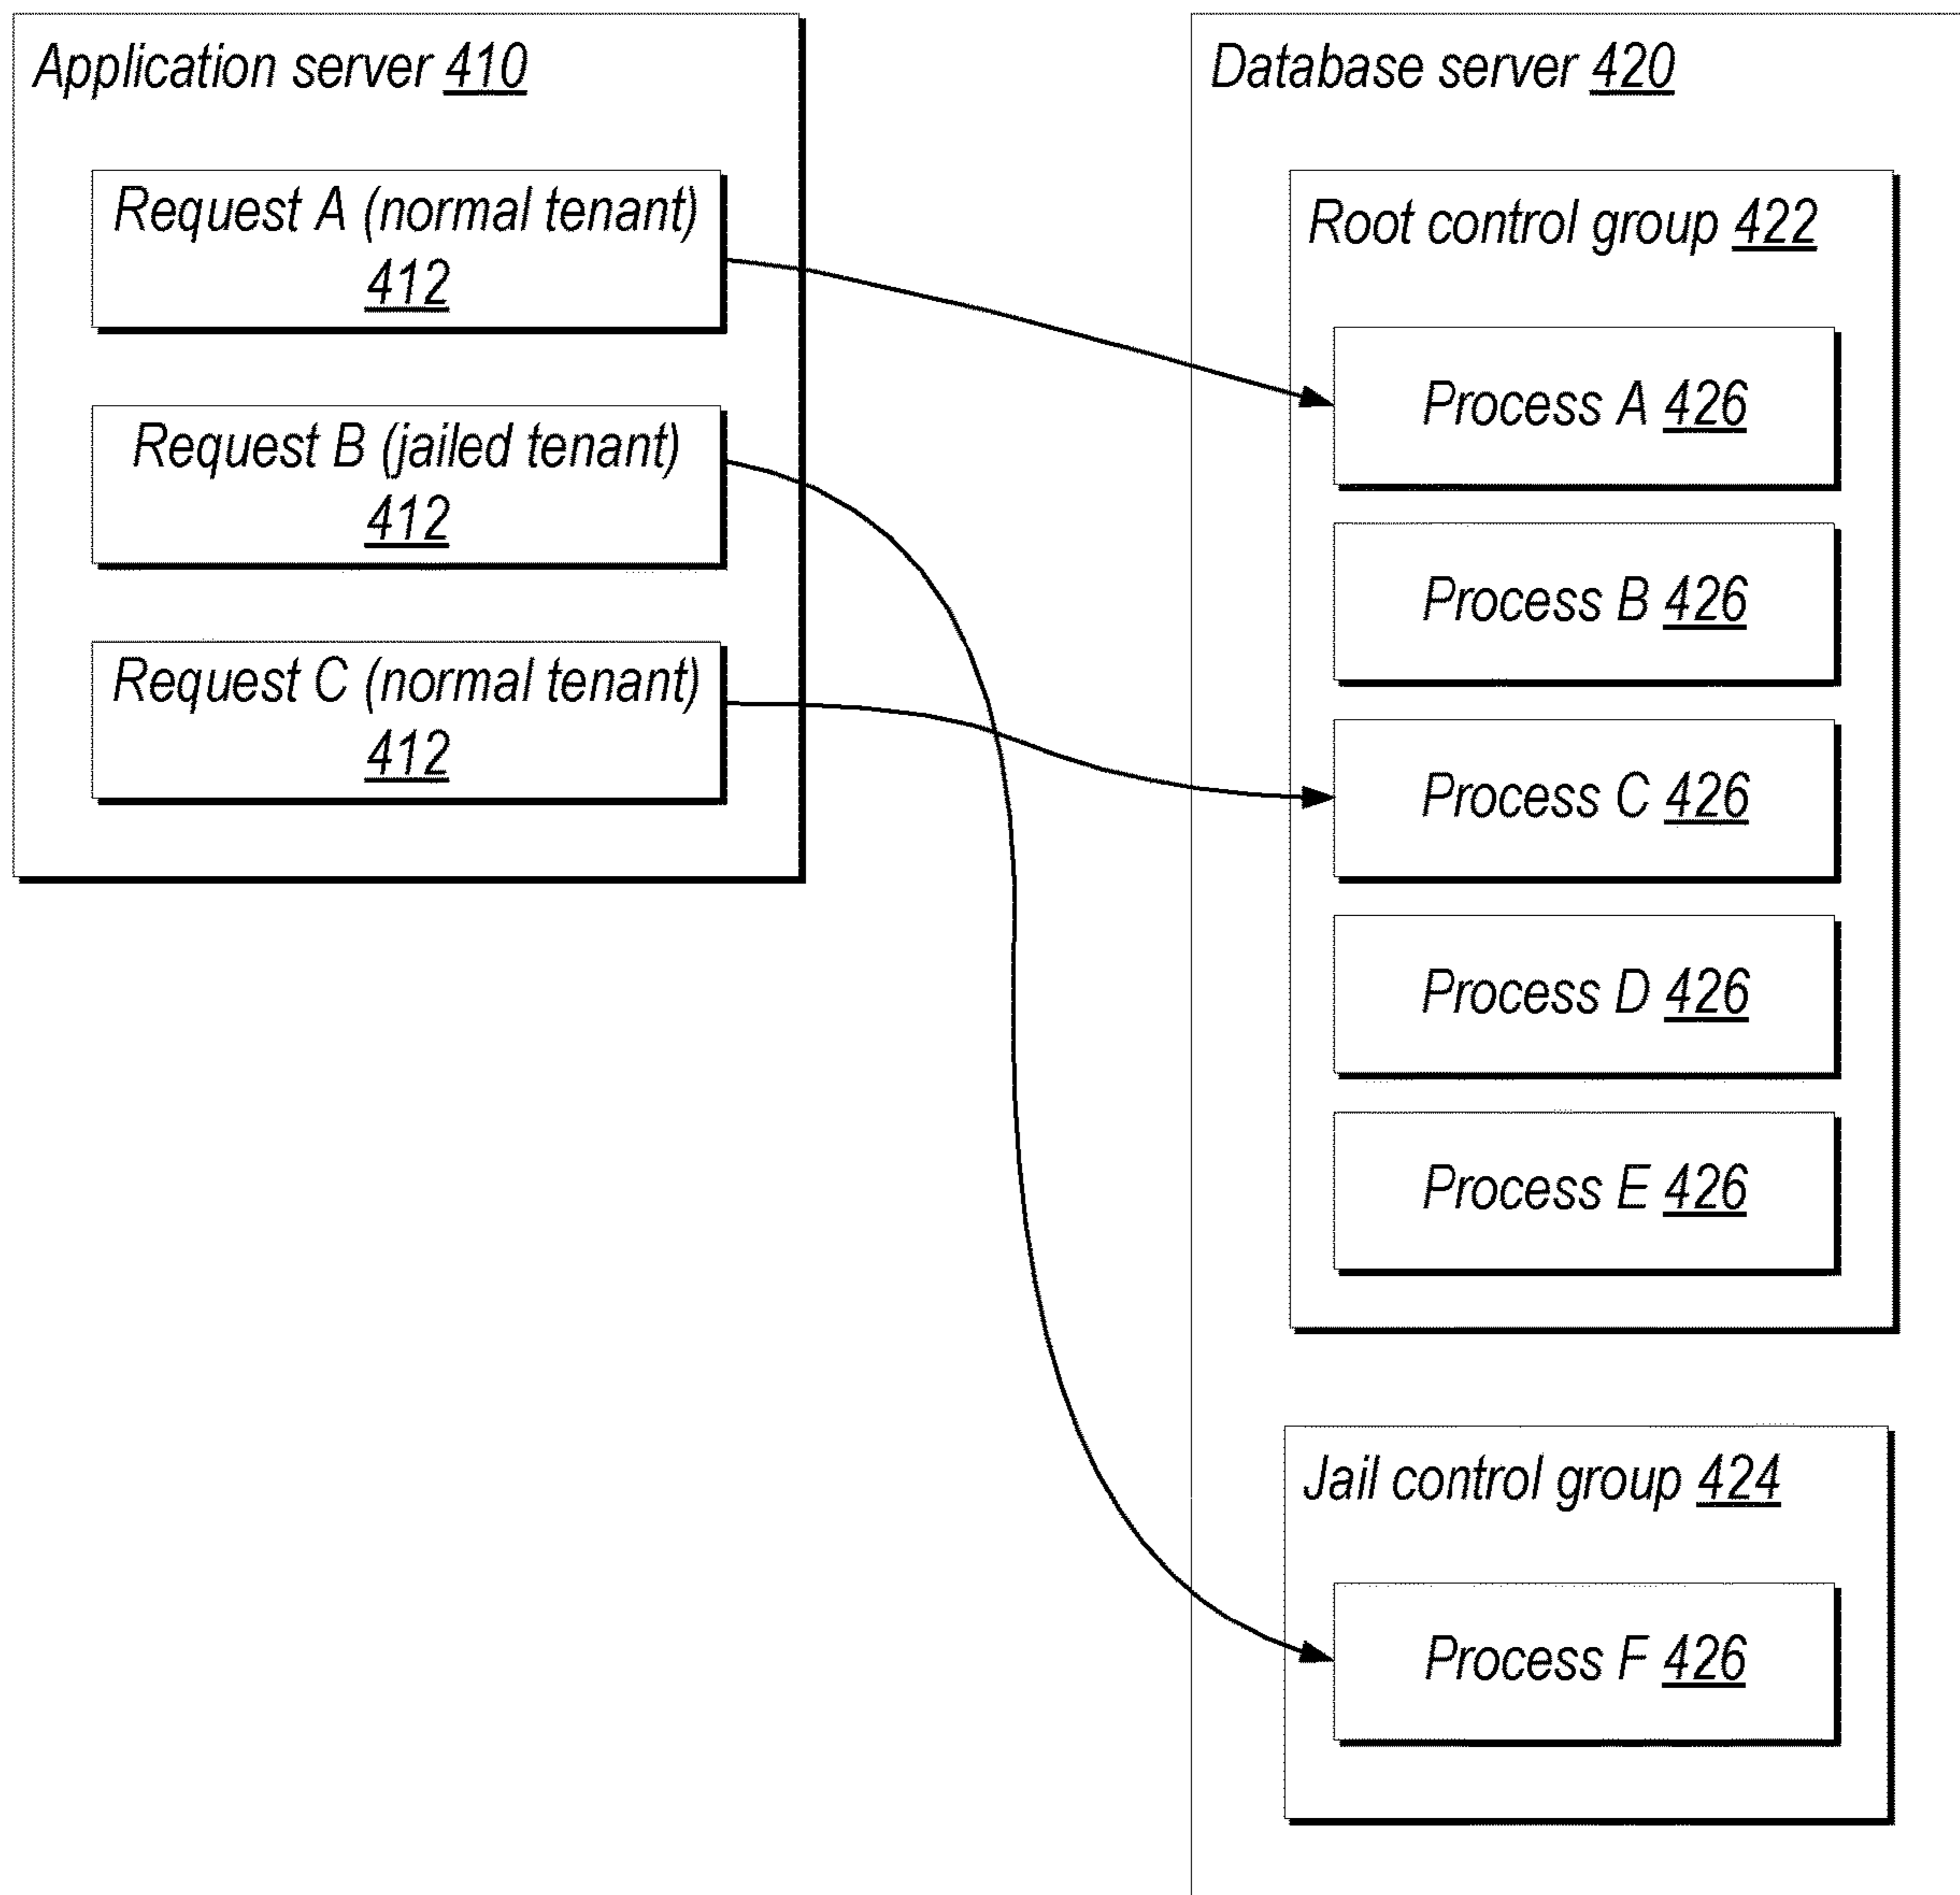 Application server 410
Request A (normal tenant)
412
Request B (jailed tenant)
412
Request C (normal tenant)
412
Database server 420
Root control group 422
Process A 426
Process B 426
Process C 426
Process D 426
Process E 426
Jail control group 424
Process F 426